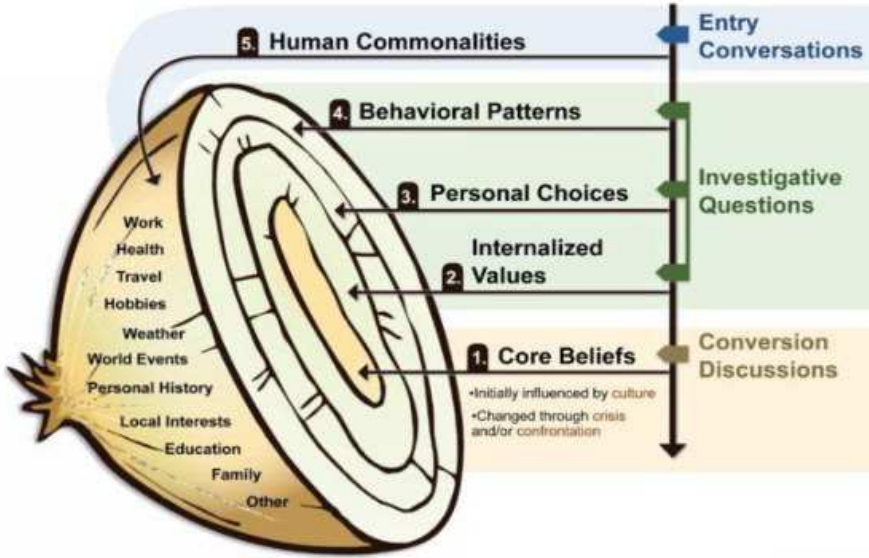 5. Human Commonalities
Entry
Conversations
4. Behavioral Patterns
3. Personal Choices
Investigative
Questions
Internalized
2. Values
1. Core Beliefs
Conversion
Discussions
•Initially influenced by culture
•Changed through crisis
and/or confrontation
Work
Health
Travel
Hobbies
Weather
World Events
Personal History
Local Interests
Education
Family
Other